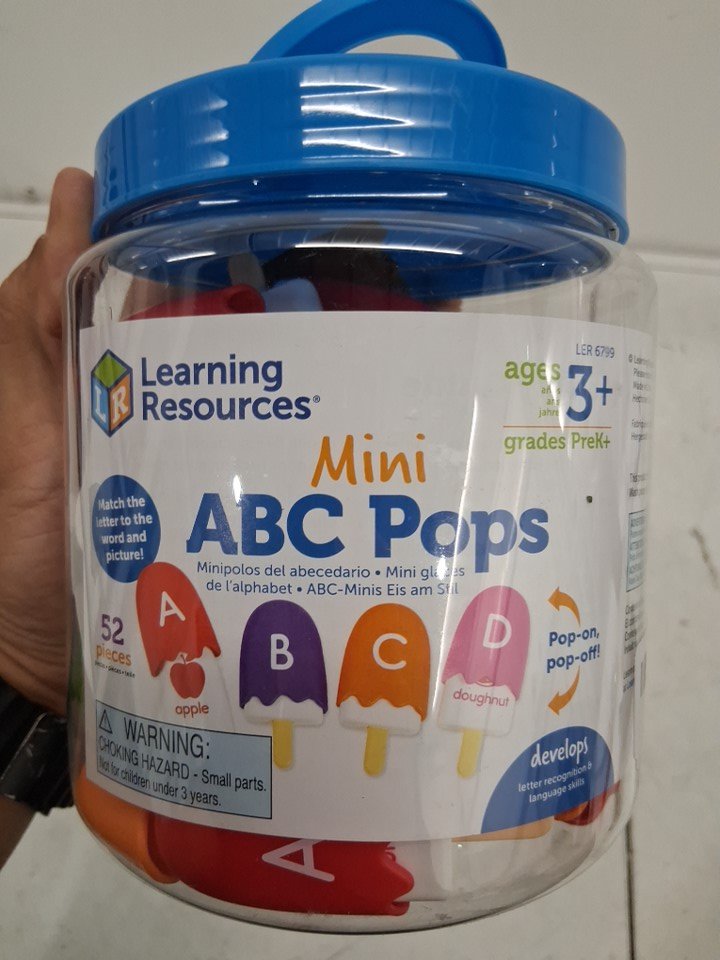 LER 6799
LR
Learning
Resources®
ages 3+
jahre
grades PreK+
Mini
ABC Pops
Minipolos del abecedario • Mini glaces
de l'alphabet • ABC-Minis Eis am Stil
Match the
letter to the
word and
picture!
52
pieces
A
B
C
D
apple
doughnut
Pop-on,
pop-off!
WARNING:
CHOKING HAZARD - Small parts.
Not for children under 3 years.
develops
letter recognition &
language skills
A